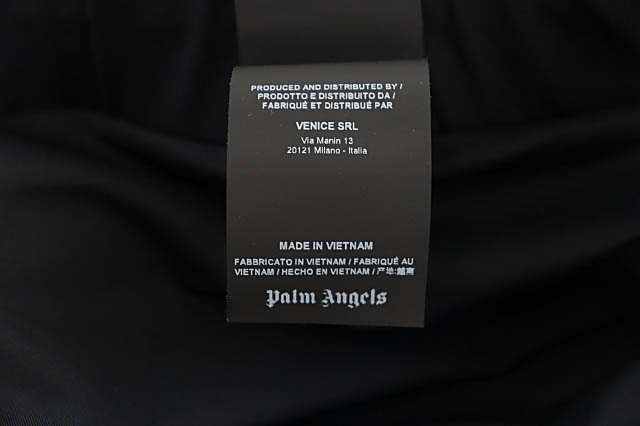 PRODUCED AND DISTRIBUTED BY /
PRODOTTO E DISTRIBUITO DA /
FABRIQUÉ ET DISTRIBUÉ PAR
VENICE SRL
Via Manin 13
20121 Milano - Italia
MADE IN VIETNAM
FABBRICATO IN VIETNAM / FABRIQUÉ AU
VIETNAM / HECHO EN VIETNAM / 产地:越南
Palm Angels